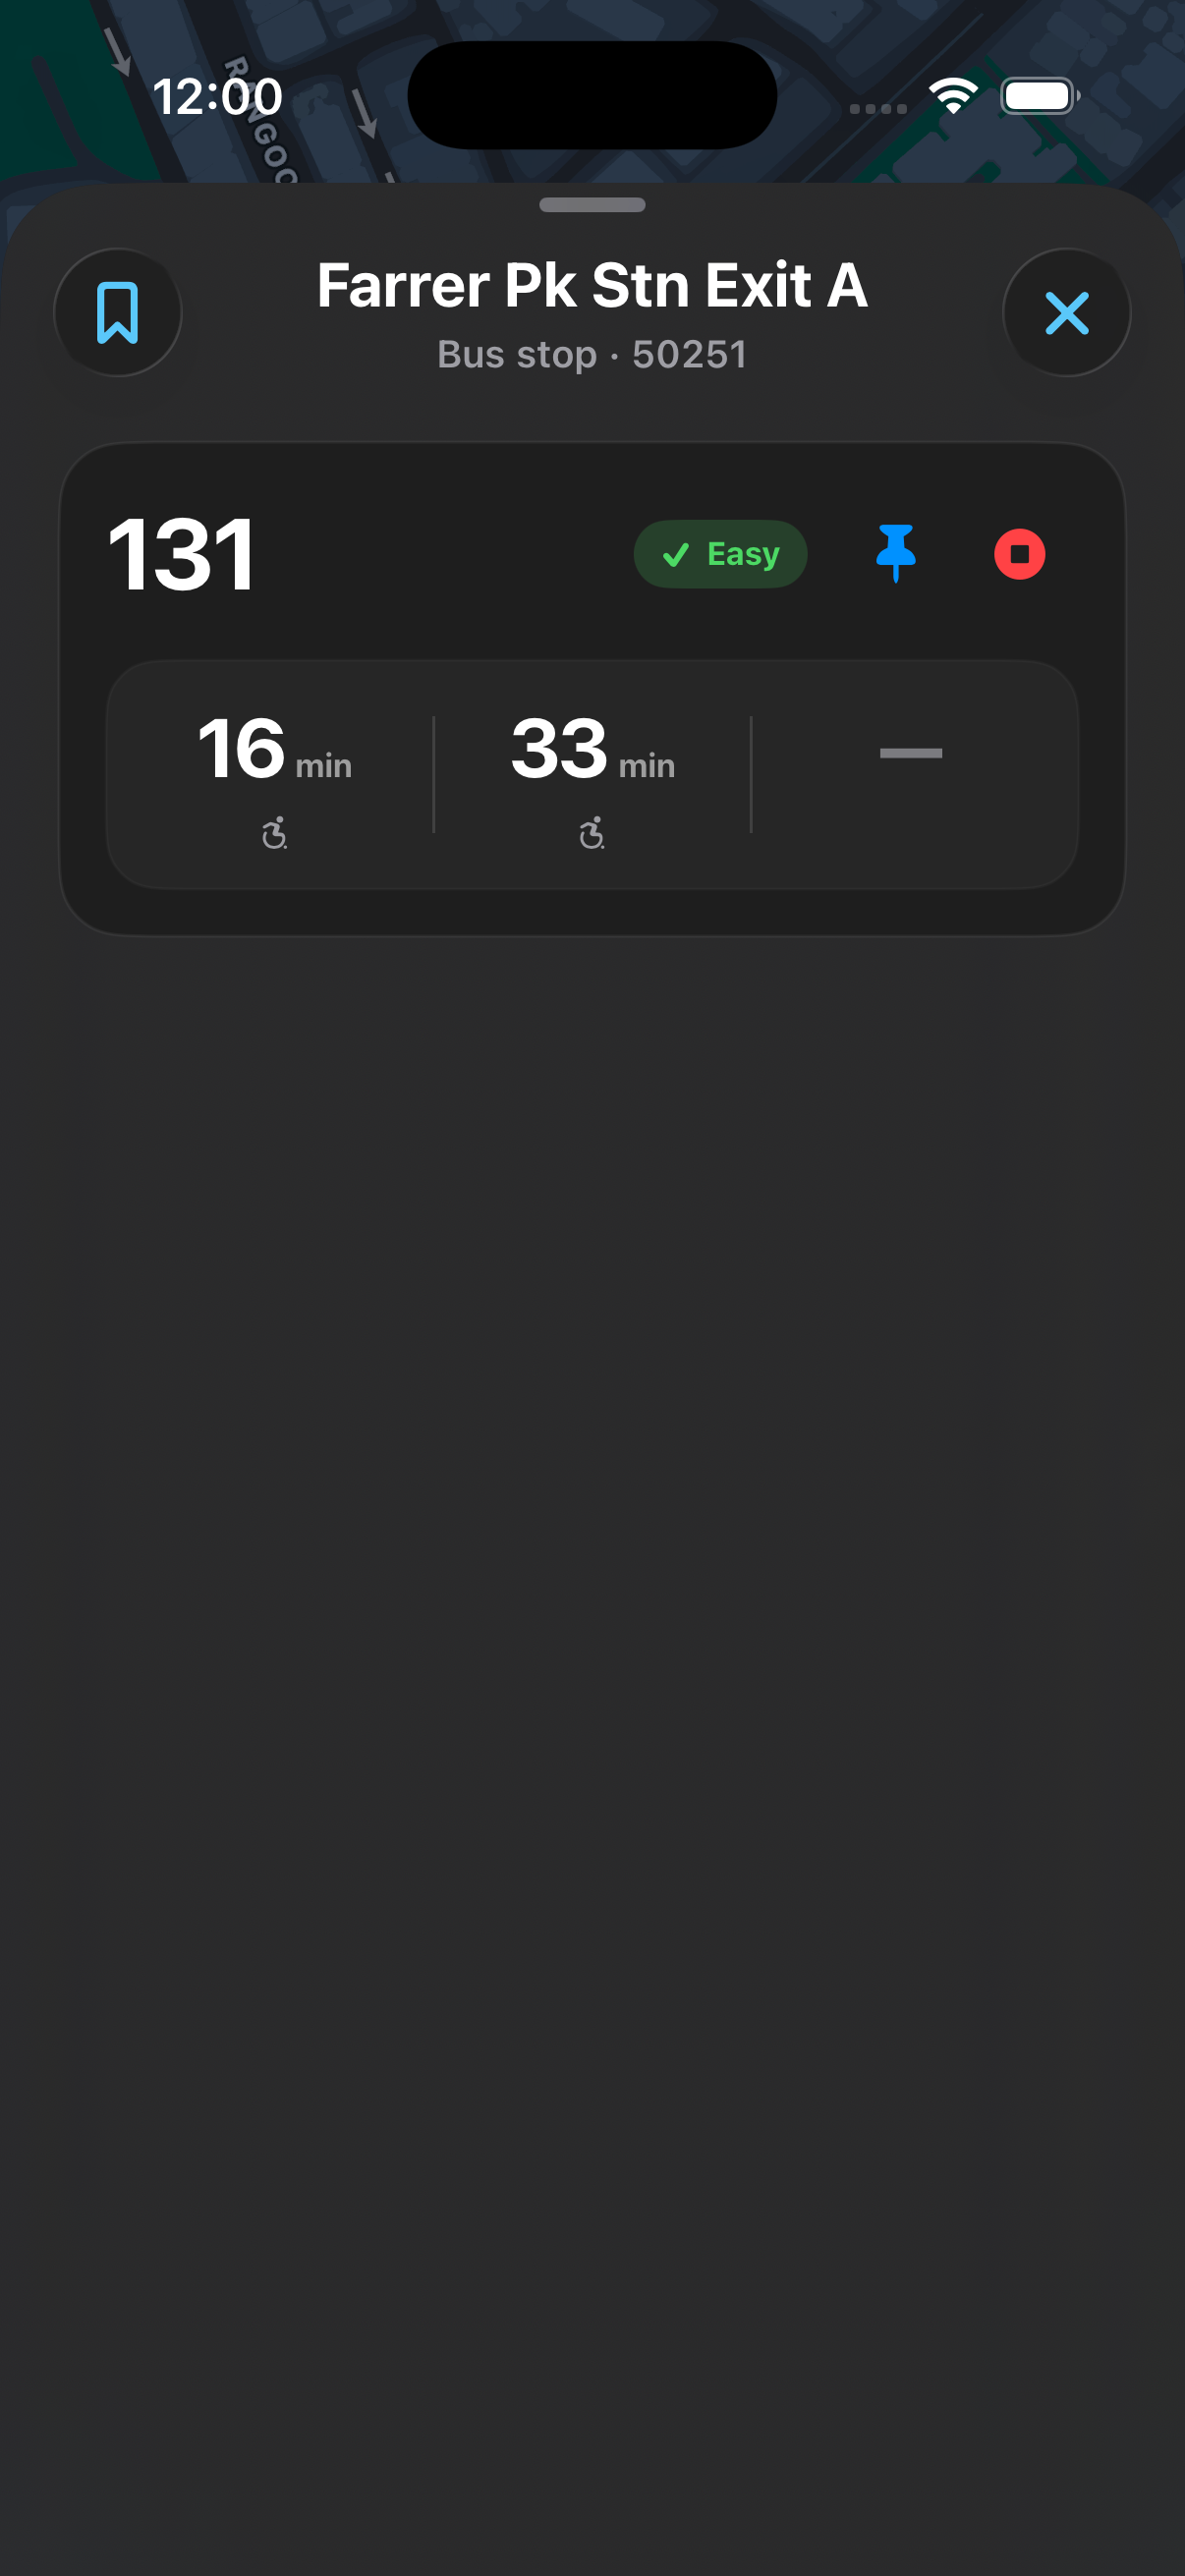 12:00
Farrer Pk Stn Exit A
Bus stop · 50251
131
Easy
16 min
33 min
—